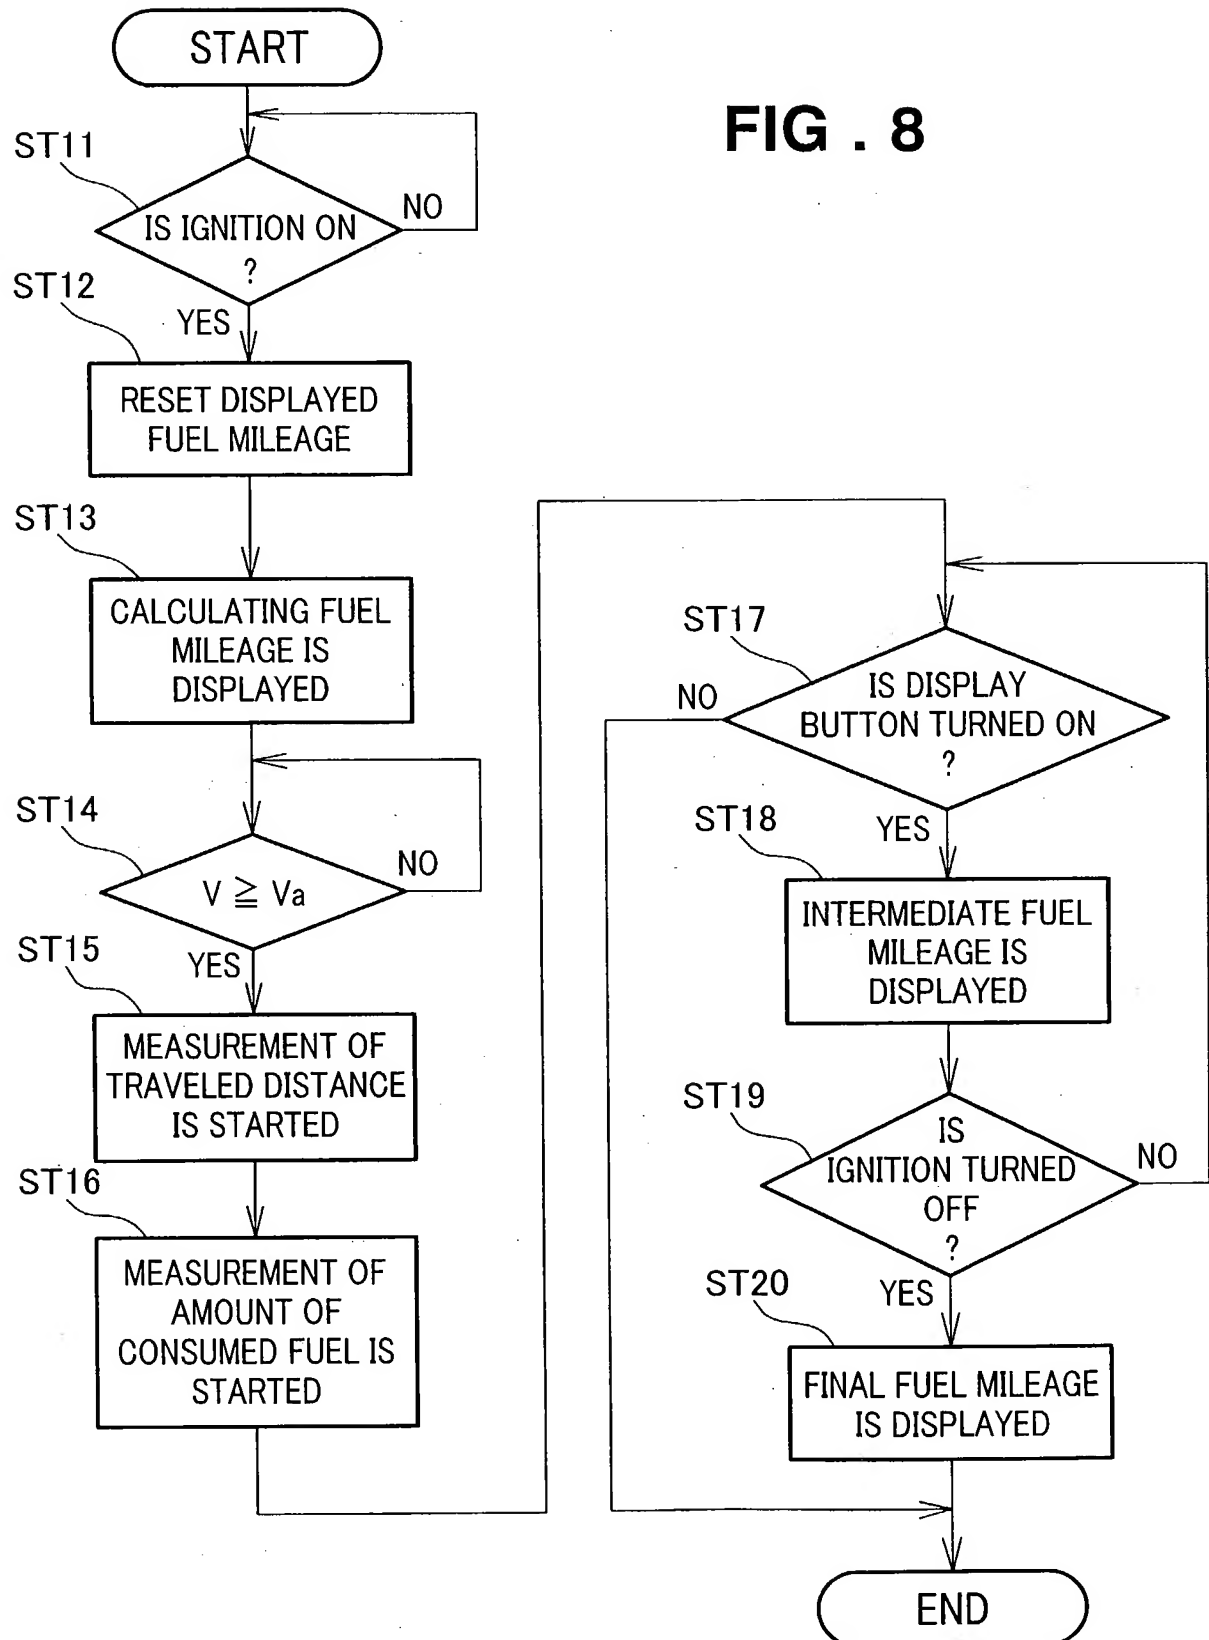 START
FIG . 8
ST11
IS IGNITION ON
?
NO
YES
ST12
RESET DISPLAYED
FUEL MILEAGE
ST13
CALCULATING FUEL
MILEAGE IS
DISPLAYED
ST14
V ≧ Va
NO
YES
ST15
MEASUREMENT OF
TRAVELED DISTANCE
IS STARTED
ST16
MEASUREMENT OF
AMOUNT OF
CONSUMED FUEL IS
STARTED
ST17
IS DISPLAY
BUTTON TURNED ON
?
NO
YES
ST18
INTERMEDIATE FUEL
MILEAGE IS
DISPLAYED
ST19
IS
IGNITION TURNED
OFF
?
NO
YES
ST20
FINAL FUEL MILEAGE
IS DISPLAYED
END